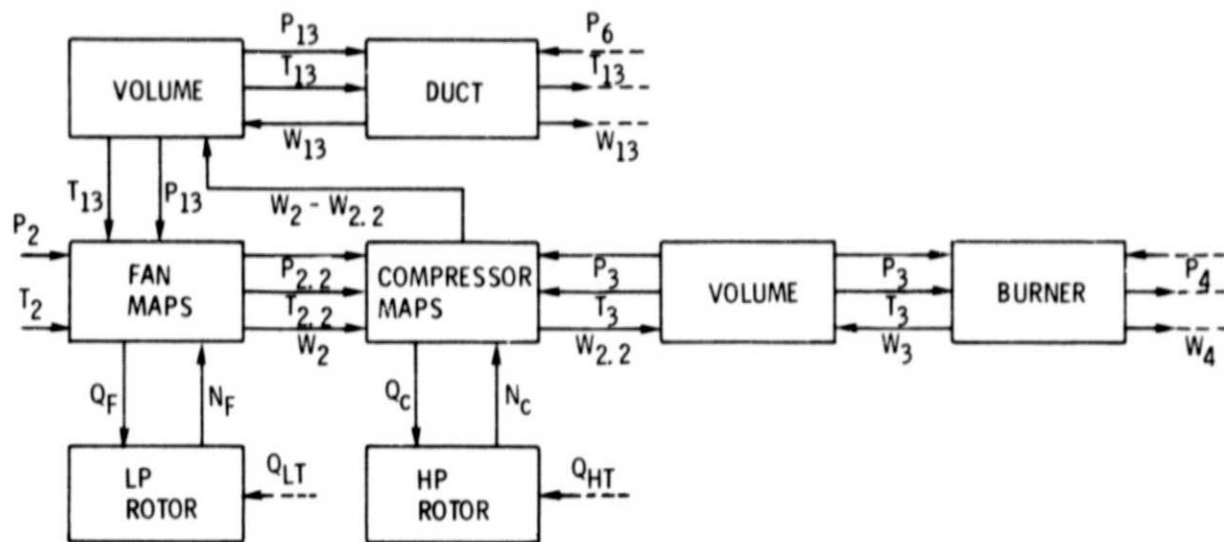 P13
P6
T13
T13
VOLUME
DUCT
W13
W13
T13
P13
W2 - W2.2
P2
FAN
MAPS
P2.2
T2.2
W2
COMPRESSOR
MAPS
P3
T3
W2.2
VOLUME
P3
T3
W3
BURNER
P4
W4
T2
QF
NF
QC
NC
LP
ROTOR
QLT
HP
ROTOR
QHT